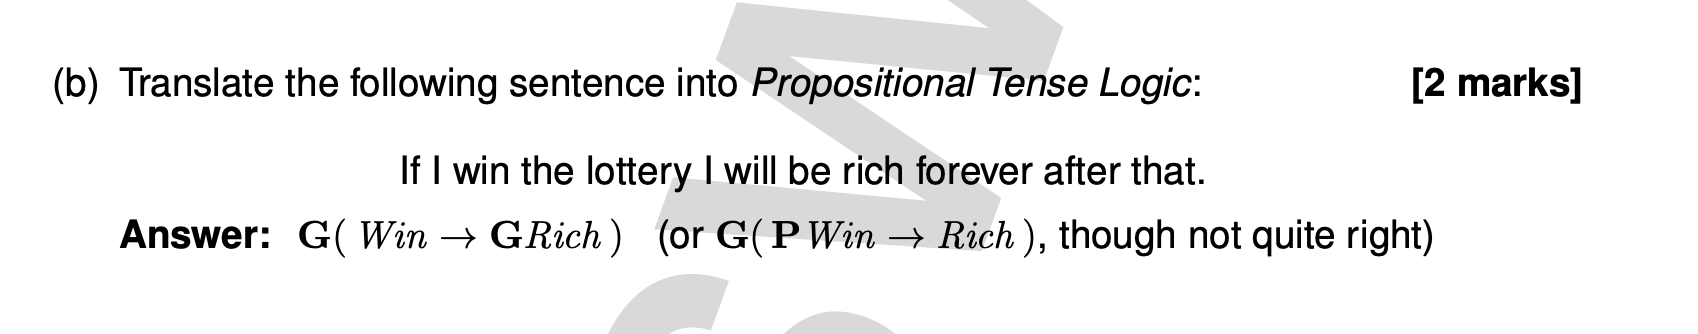 (b) Translate the following sentence into Propositional Tense Logic: [2 marks]
If I win the lottery I will be rich forever after that.
Answer: G( Win → GRich ) (or G( P Win → Rich ), though not quite right)